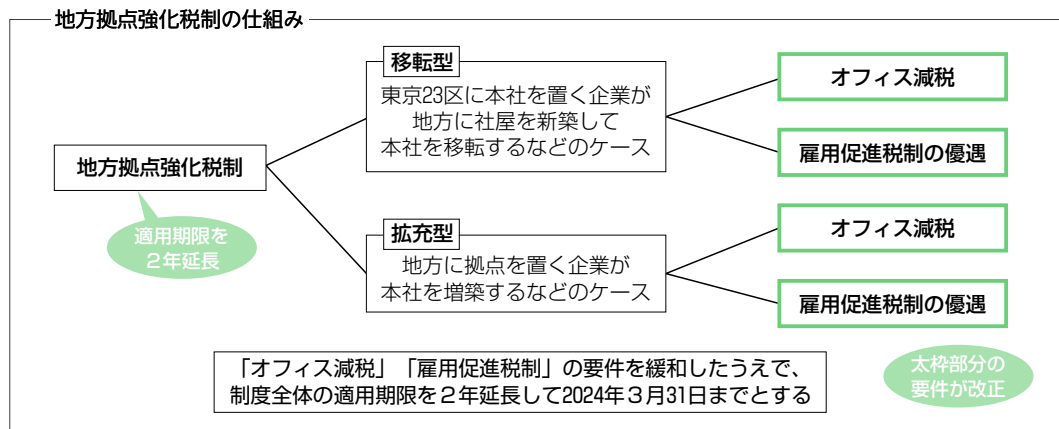 地方拠点強化税制の仕組み
移転型
東京23区に本社を置く企業が
地方に社屋を新築して
本社を移転するなどのケース
オフィス減税
雇用促進税制の優遇
地方拠点強化税制
適用期限を
２年延長
拡充型
地方に拠点を置く企業が
本社を増築するなどのケース
オフィス減税
雇用促進税制の優遇
「オフィス減税」「雇用促進税制」の要件を緩和したうえで、
制度全体の適用期限を２年延長して2024年３月31日までとする
太枠部分の
要件が改正